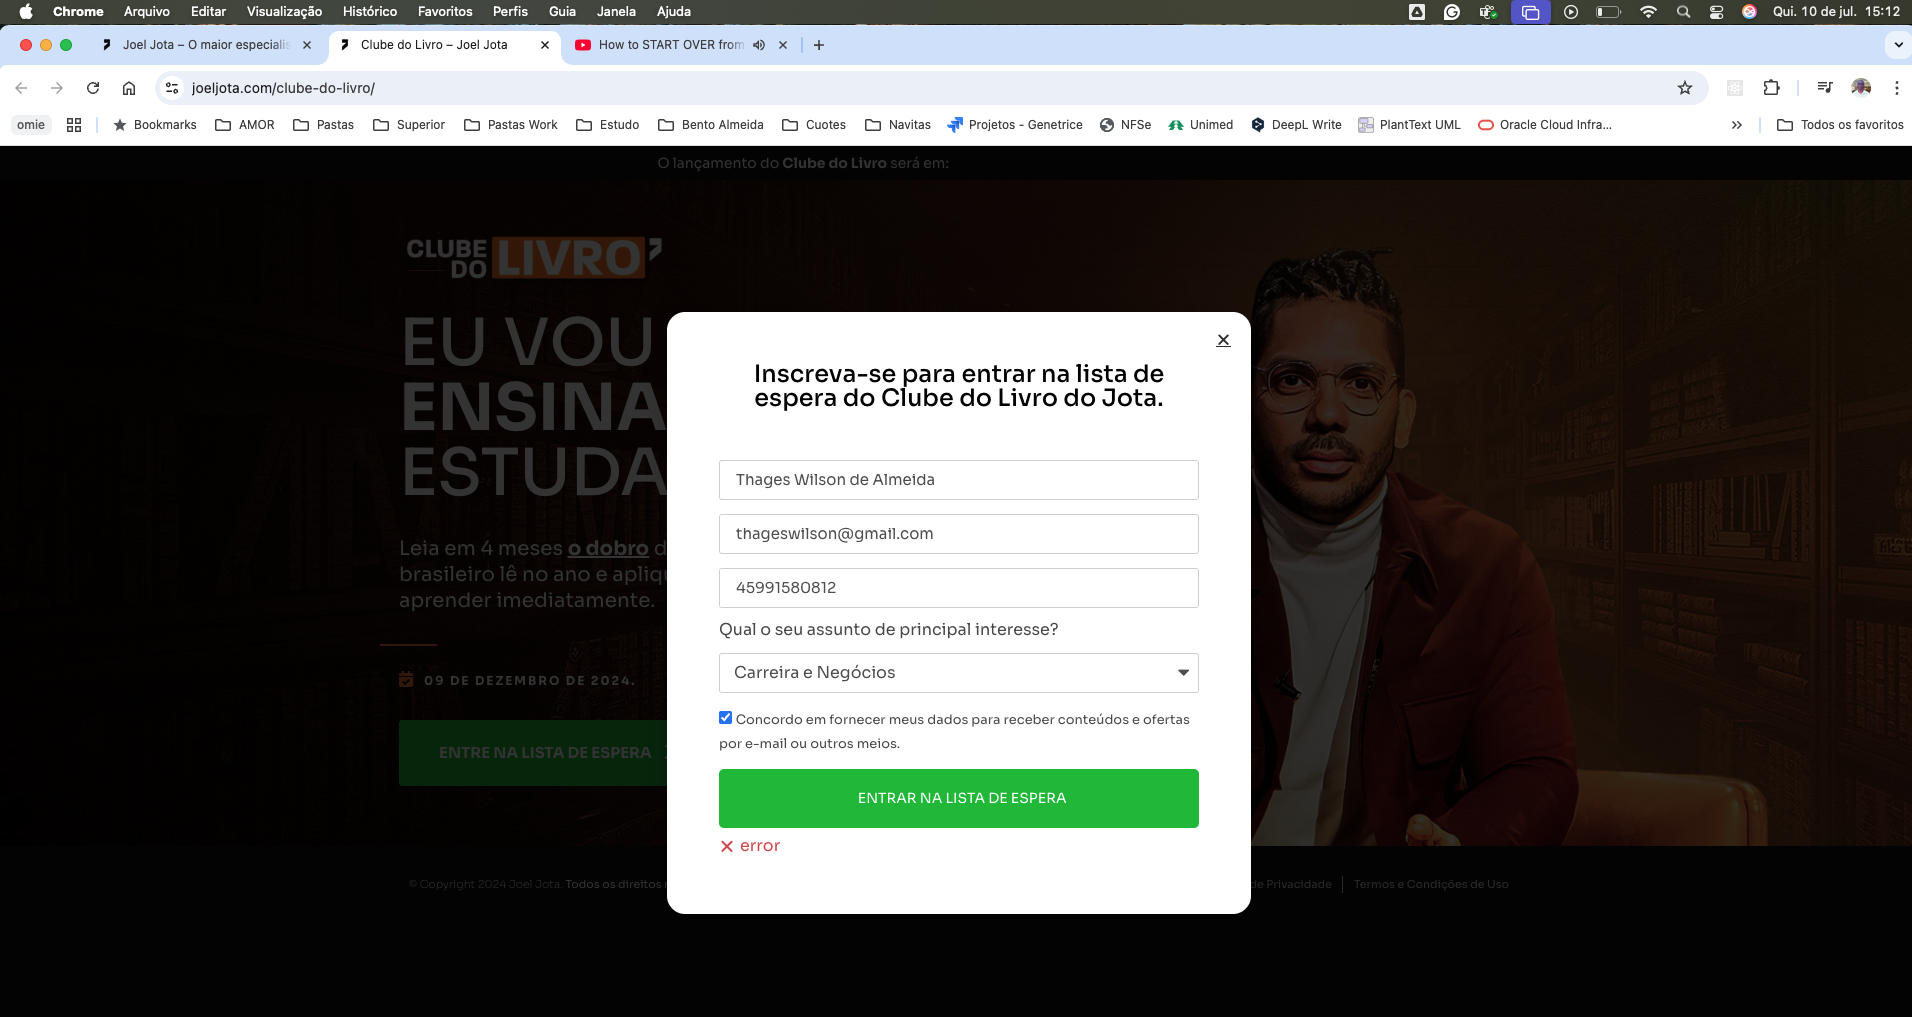 Chrome Arquivo Editar Visualização Histórico Favoritos Perfis Guia Janela Ajuda Qui. 10 de jul. 15:12
Joel Jota – O maior especialis Clube do Livro – Joel Jota How to START OVER from
joeljota.com/clube-do-livro/
omie Bookmarks AMOR Pastas Superior Pastas Work Estudo Bento Almeida Cuotes Navitas Projetos - Genetrice NFSe Unimed DeepL Write PlantText UML Oracle Cloud Infra... Todos os favoritos
O lançamento do Clube do Livro será em:
CLUBE DO LIVRO
EU VOU
ENSINA
ESTUDA
Leia em 4 meses o dobro d
brasileiro lê no ano e apliqu
aprender imediatamente.
09 DE DEZEMBRO DE 2024.
ENTRE NA LISTA DE ESPERA
Inscreva-se para entrar na lista de
espera do Clube do Livro do Jota.
Thages Wilson de Almeida
thageswilson@gmail.com
45991580812
Qual o seu assunto de principal interesse?
Carreira e Negócios
Concordo em fornecer meus dados para receber conteúdos e ofertas
por e-mail ou outros meios.
ENTRAR NA LISTA DE ESPERA
error
© Copyright 2024 Joel Jota. Todos os direitos de Privacidade Termos e Condições de Uso